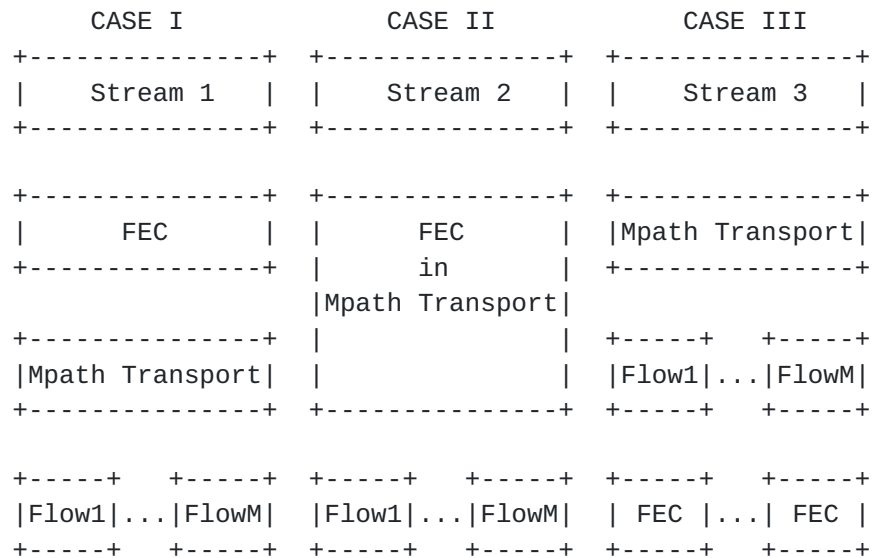 CASE I             CASE II            CASE III
+---------------+  +---------------+  +---------------+
|    Stream 1   |  |    Stream 2   |  |    Stream 3   |
+---------------+  +---------------+  +---------------+

+---------------+  +---------------+  +---------------+
|      FEC      |  |      FEC      |  |Mpath Transport|
+---------------+  |      in       |  +---------------+
                   |Mpath Transport|
+---------------+  |               |  +-----+   +-----+
|Mpath Transport|  |               |  |Flow1|...|FlowM|
+---------------+  +---------------+  +-----+   +-----+

+-----+   +-----+  +-----+   +-----+  +-----+   +-----+
|Flow1|...|FlowM|  |Flow1|...|FlowM|  | FEC |...| FEC |
+-----+   +-----+  +-----+   +-----+  +-----+   +-----+